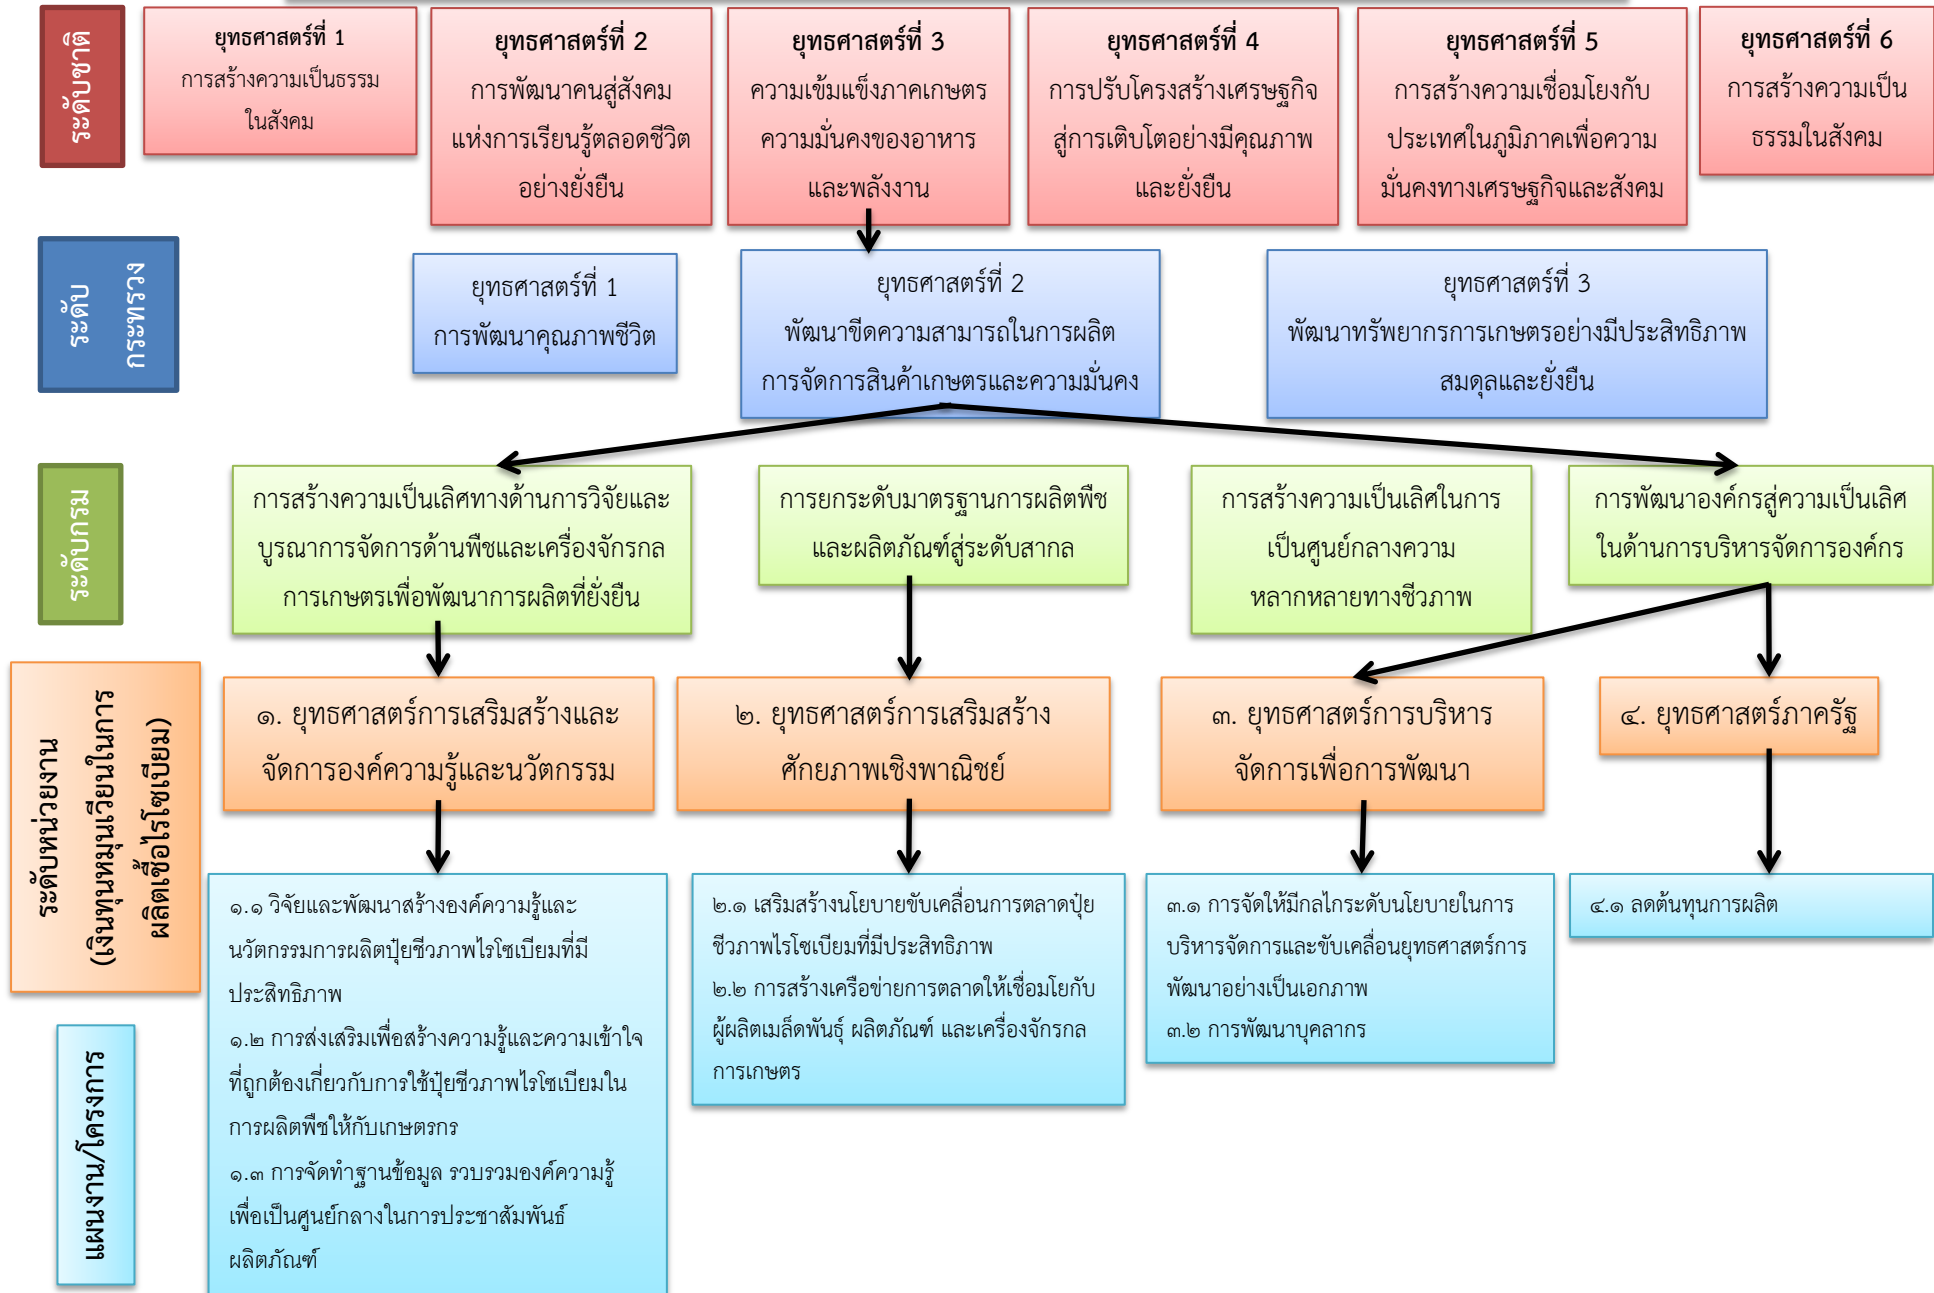 ระดับชาติ
ยุทธศาสตร์ที่ 1
การสร้างความเป็นธรรม
ในสังคม
ยุทธศาสตร์ที่ 2
การพัฒนาคนสู่สังคม
แห่งการเรียนรู้ตลอดชีวิต
อย่างยั่งยืน
ยุทธศาสตร์ที่ 3
ความเข้มแข็งภาคเกษตร
ความมั่นคงของอาหาร
และพลังงาน
ยุทธศาสตร์ที่ 4
การปรับโครงสร้างเศรษฐกิจ
สู่การเติบโตอย่างมีคุณภาพ
และยั่งยืน
ยุทธศาสตร์ที่ 5
การสร้างความเชื่อมโยงกับ
ประเทศในภูมิภาคเพื่อความ
มั่นคงทางเศรษฐกิจและสังคม
ยุทธศาสตร์ที่ 6
การสร้างความเป็น
ธรรมในสังคม
ระดับ
กระทรวง
ยุทธศาสตร์ที่ 1
การพัฒนาคุณภาพชีวิต
ยุทธศาสตร์ที่ 2
พัฒนาขีดความสามารถในการผลิต
การจัดการสินค้าเกษตรและความมั่นคง
ยุทธศาสตร์ที่ 3
พัฒนาทรัพยากรการเกษตรอย่างมีประสิทธิภาพ
สมดุลและยั่งยืน
ระดับกรม
การสร้างความเป็นเลิศทางด้านการวิจัยและ
บูรณาการจัดการด้านพืชและเครื่องจักรกล
การเกษตรเพื่อพัฒนาการผลิตที่ยั่งยืน
การยกระดับมาตรฐานการผลิตพืช
และผลิตภัณฑ์สู่ระดับสากล
การสร้างความเป็นเลิศในการ
เป็นศูนย์กลางความ
หลากหลายทางชีวภาพ
การพัฒนาองค์กรสู่ความเป็นเลิศ
ในด้านการบริหารจัดการองค์กร
ระดับหน่วยงาน
(เงินทุนหมุนเวียนในการ
ผลิตเชื้อไรโซเบียม)
๑. ยุทธศาสตร์การเสริมสร้างและ
จัดการองค์ความรู้และนวัตกรรม
๒. ยุทธศาสตร์การเสริมสร้าง
ศักยภาพเชิงพาณิชย์
๓. ยุทธศาสตร์การบริหาร
จัดการเพื่อการพัฒนา
๔. ยุทธศาสตร์ภาครัฐ
แผนงาน/โครงการ
๑.๑ วิจัยและพัฒนาสร้างองค์ความรู้และ
นวัตกรรมการผลิตปุ๋ยชีวภาพไรโซเบียมที่มี
ประสิทธิภาพ
๑.๒ การส่งเสริมเพื่อสร้างความรู้และความเข้าใจ
ที่ถูกต้องเกี่ยวกับการใช้ปุ๋ยชีวภาพไรโซเบียมใน
การผลิตพืชให้กับเกษตรกร
๑.๓ การจัดทำฐานข้อมูล รวบรวมองค์ความรู้
เพื่อเป็นศูนย์กลางในการประชาสัมพันธ์
ผลิตภัณฑ์
๒.๑ เสริมสร้างนโยบายขับเคลื่อนการตลาดปุ๋ย
ชีวภาพไรโซเบียมที่มีประสิทธิภาพ
๒.๒ การสร้างเครือข่ายการตลาดให้เชื่อมโยกับ
ผู้ผลิตเมล็ดพันธุ์ ผลิตภัณฑ์ และเครื่องจักรกล
การเกษตร
๓.๑ การจัดให้มีกลไกระดับนโยบายในการ
บริหารจัดการและขับเคลื่อนยุทธศาสตร์การ
พัฒนาอย่างเป็นเอกภาพ
๓.๒ การพัฒนาบุคลากร
๔.๑ ลดต้นทุนการผลิต